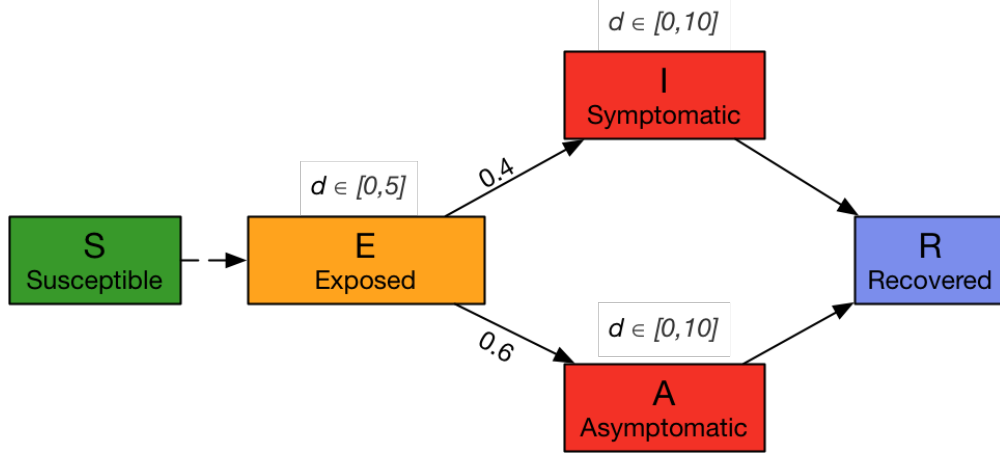 S
Susceptible
d ∈ [0,5]
E
Exposed
0.4
0.6
d ∈ [0,10]
I
Symptomatic
d ∈ [0,10]
A
Asymptomatic
R
Recovered